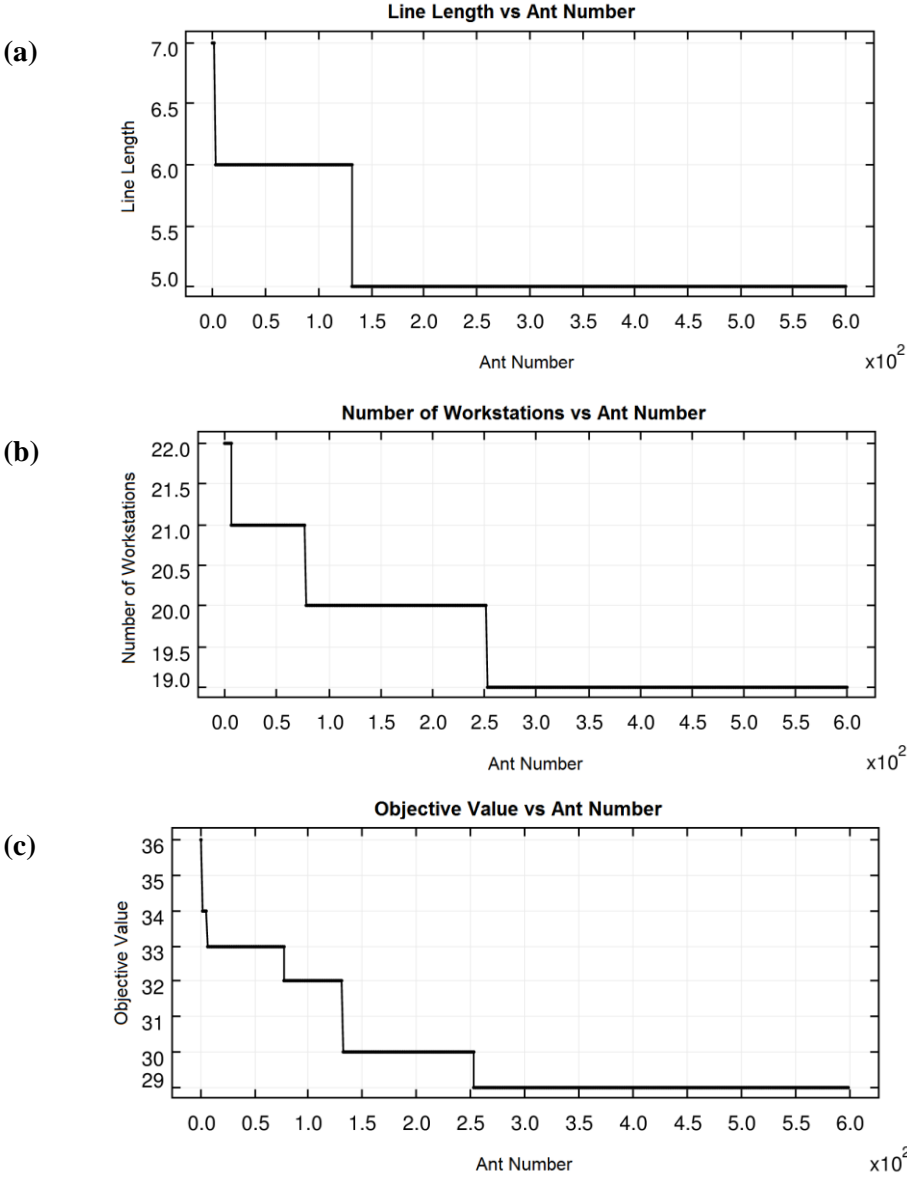 Line Length vs Ant Number
(a)
7.0
6.5
6.0
5.5
5.0
Line Length
0.0 0.5 1.0 1.5 2.0 2.5 3.0 3.5 4.0 4.5 5.0 5.5 6.0
Ant Number
x10^2
Number of Workstations vs Ant Number
(b)
22.0
21.5
21.0
20.5
20.0
19.5
19.0
Number of Workstations
0.0 0.5 1.0 1.5 2.0 2.5 3.0 3.5 4.0 4.5 5.0 5.5 6.0
Ant Number
x10^2
Objective Value vs Ant Number
(c)
36
35
34
33
32
31
30
29
Objective Value
0.0 0.5 1.0 1.5 2.0 2.5 3.0 3.5 4.0 4.5 5.0 5.5 6.0
Ant Number
x10^2